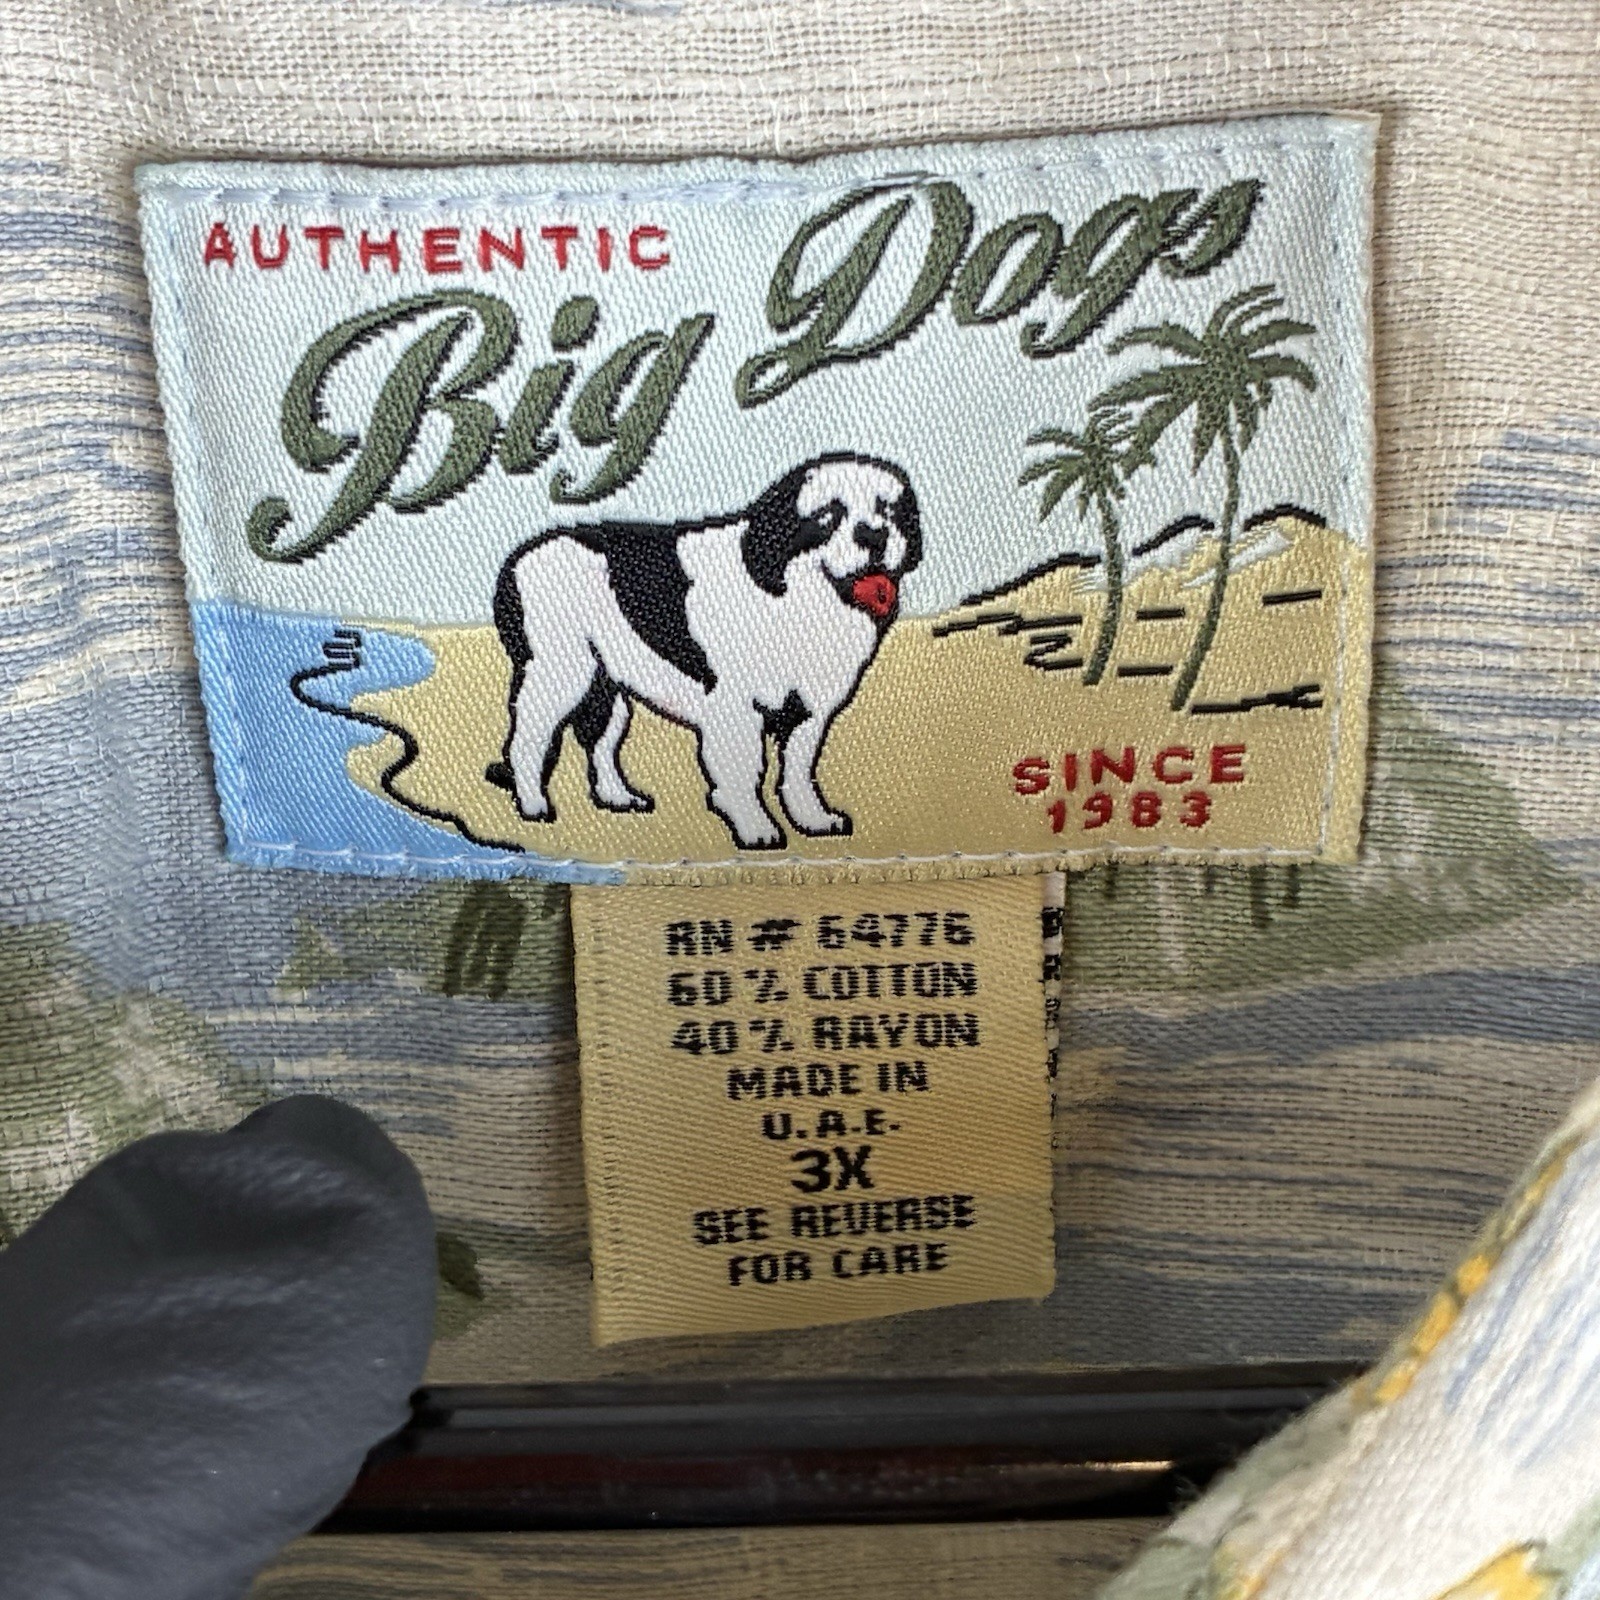 AUTHENTIC
Big Dogs
SINCE
1983
RN # 64776
60% COTTON
40% RAYON
MADE IN
U.A.E.
3X
SEE REVERSE
FOR CARE